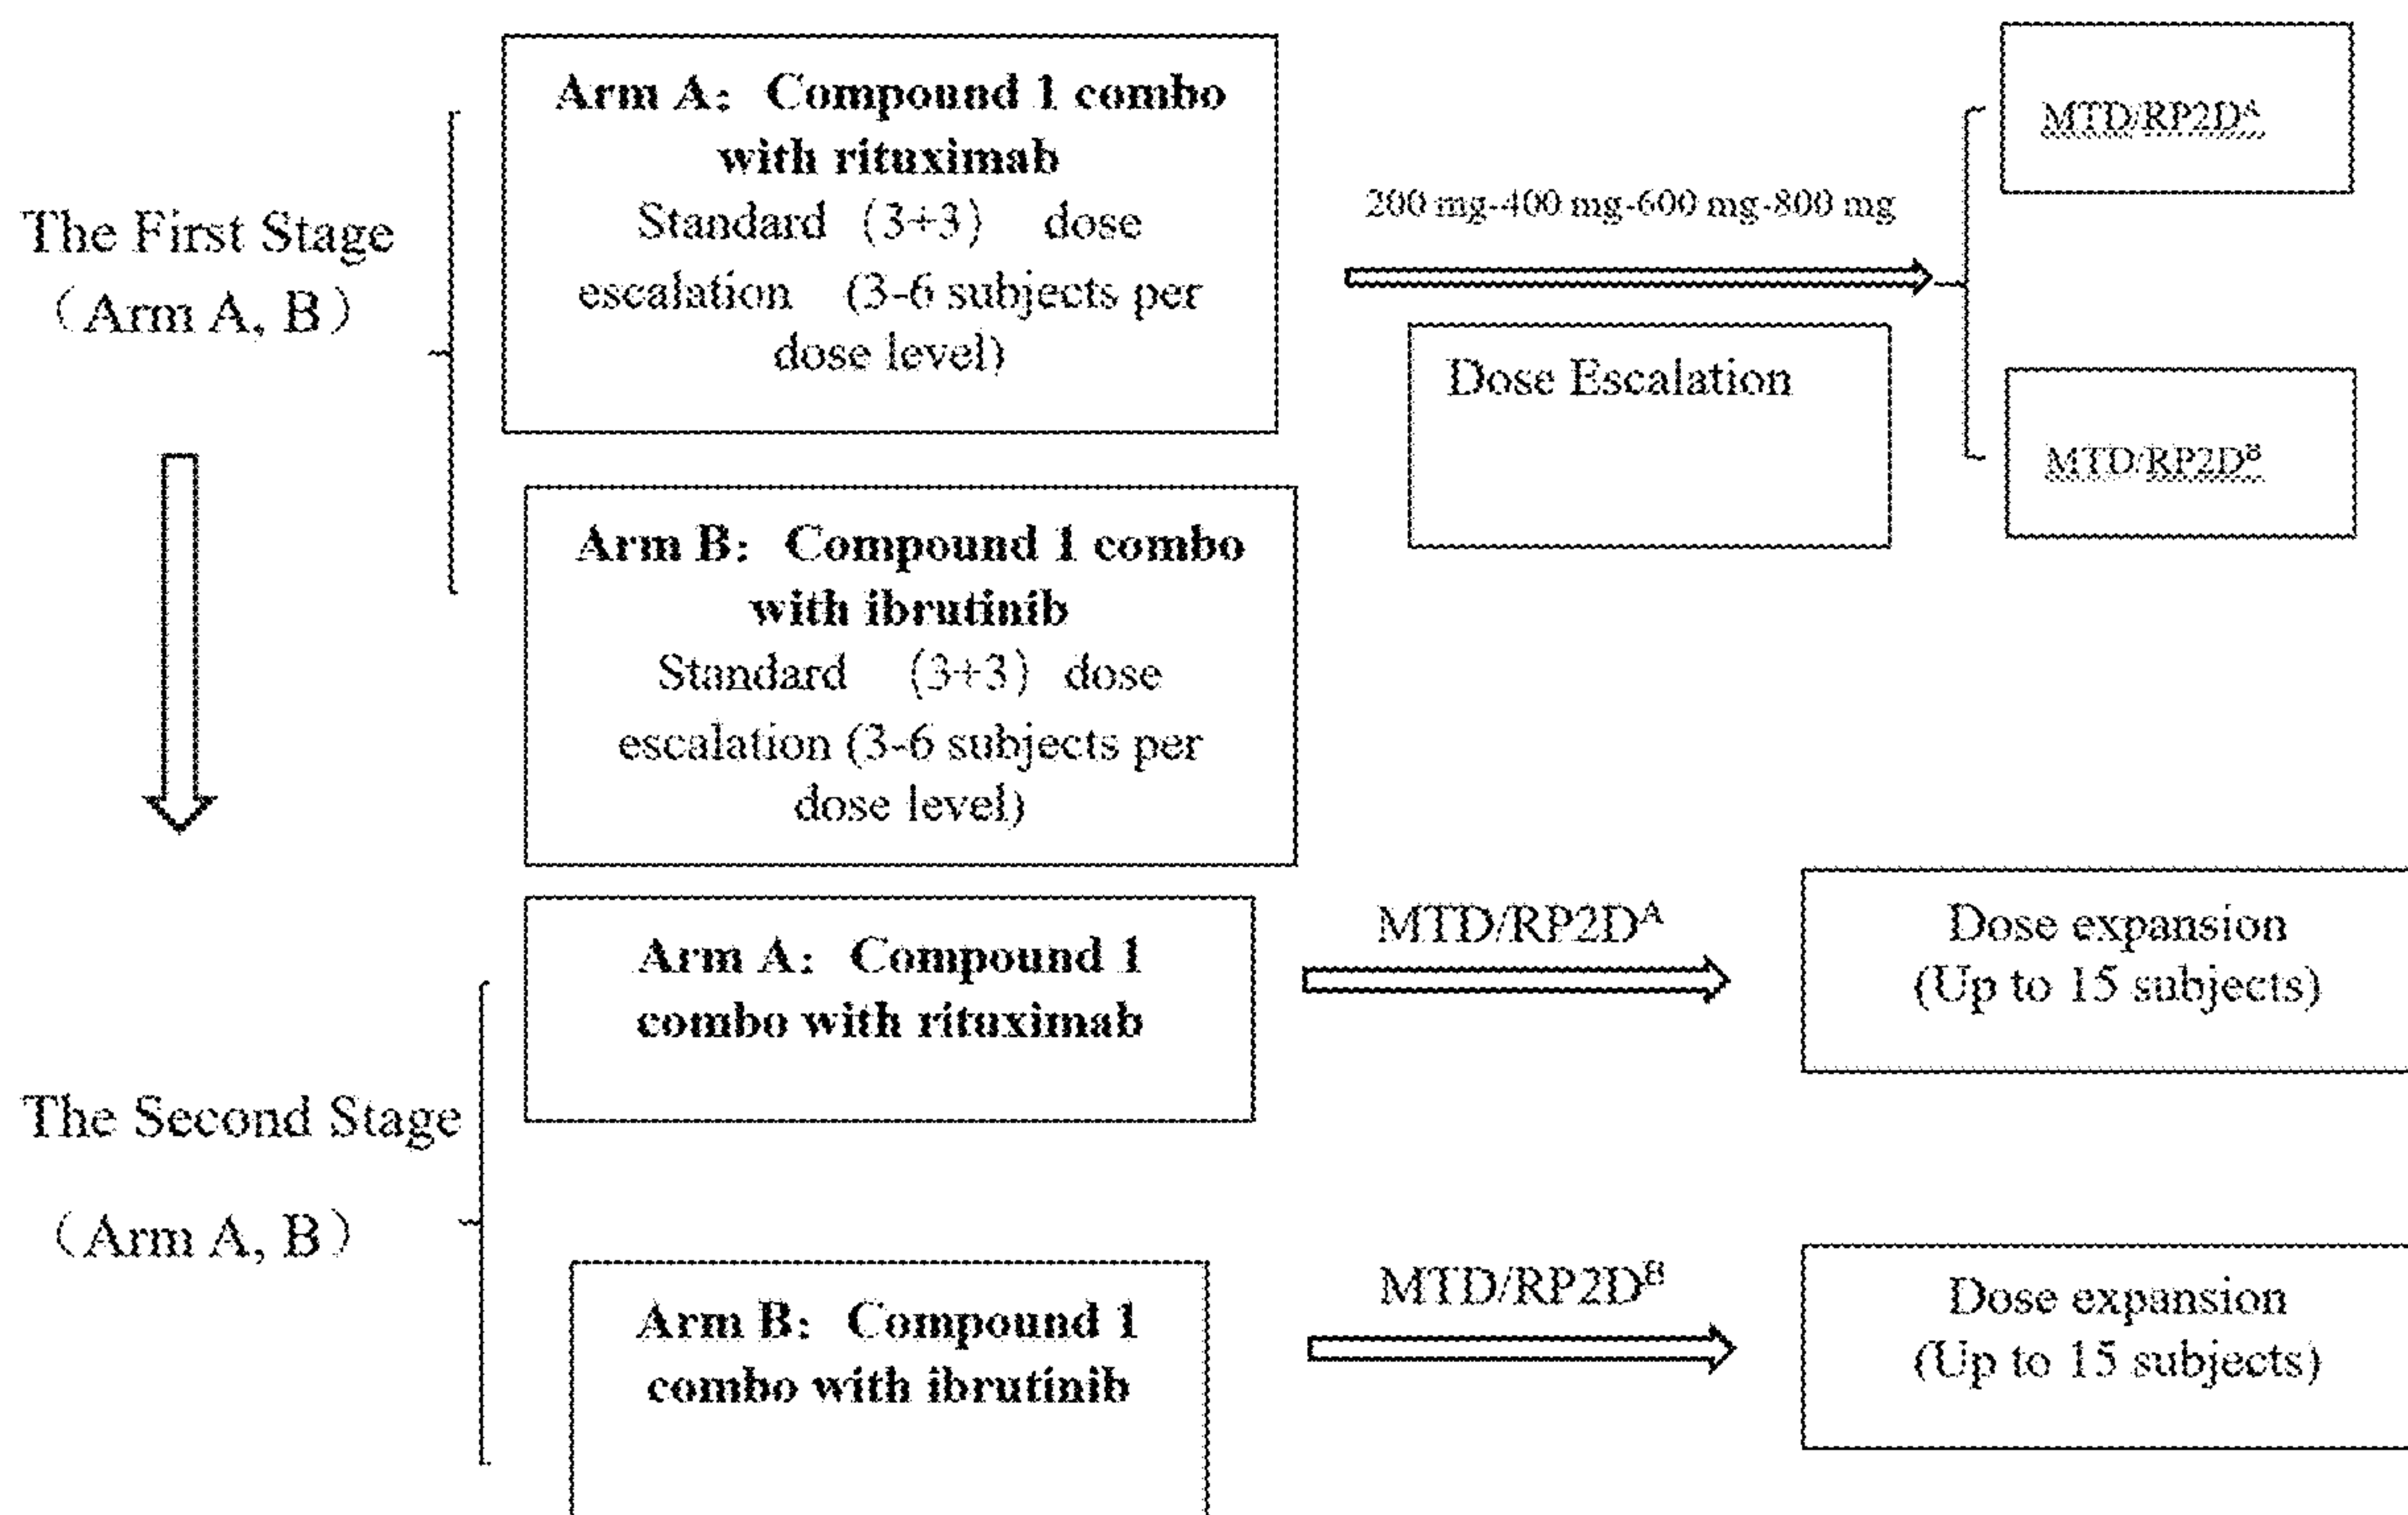 The First Stage
（Arm A, B）
Arm A: Compound 1 combo
with rituximab
Standard (3+3) dose
escalation (3-6 subjects per
dose level)
Arm B: Compound 1 combo
with ibrutinib
Standard (3+3) dose
escalation (3-6 subjects per
dose level)
200 mg-400 mg-600 mg-800 mg
Dose Escalation
MTD/RP2Dᴬ
MTD/RP2Dᴮ
The Second Stage
（Arm A, B）
Arm A: Compound 1
combo with rituximab
MTD/RP2Dᴬ
Dose expansion
(Up to 15 subjects)
Arm B: Compound 1
combo with ibrutinib
MTD/RP2Dᴮ
Dose expansion
(Up to 15 subjects)